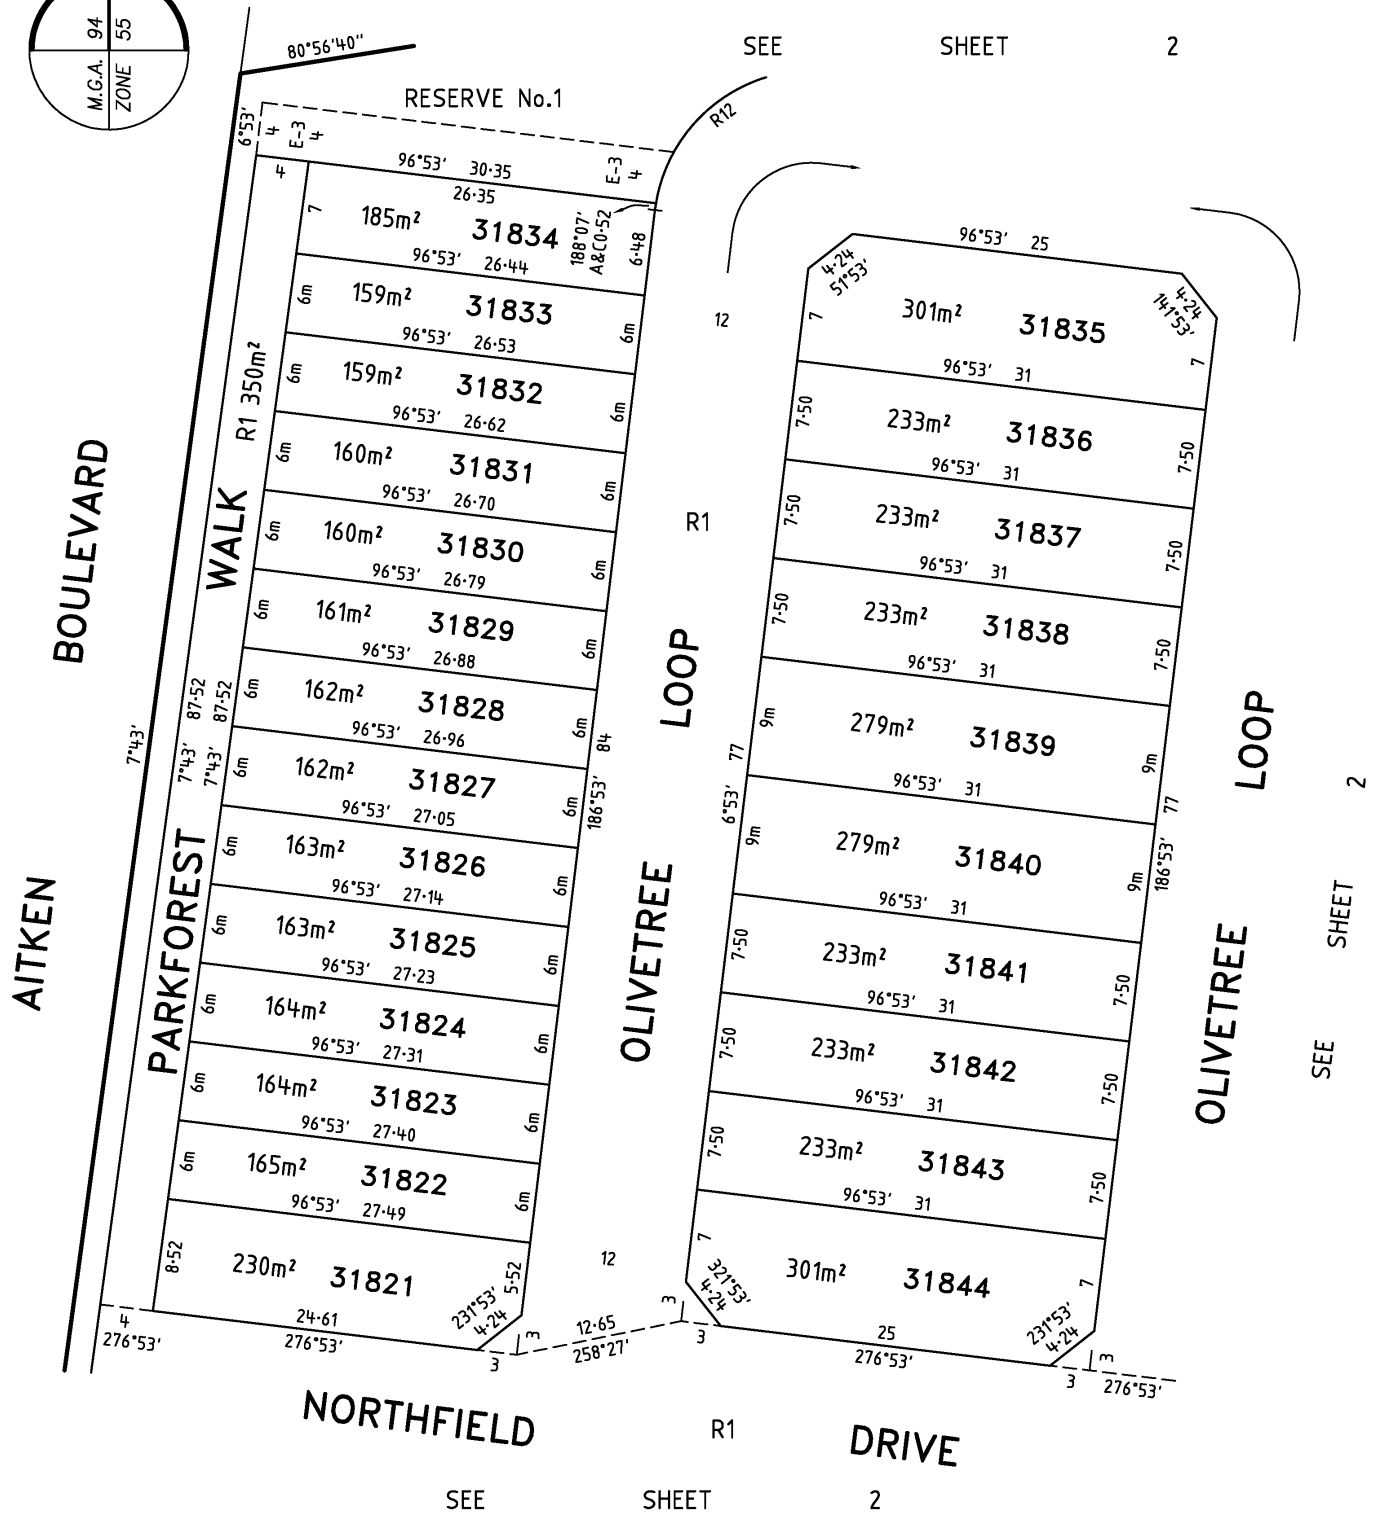 M.G.A. 94
ZONE 55
80°56'40"
SEE SHEET 2
RESERVE No.1
R12
6°53'
4
E-3
4
96°53' 30·35
E-3
4
4
26·35
7
185m² 31834
188°07'
A&C0·52
6·48
96°53' 26·44
6m
159m² 31833
6m
96°53' 26·53
6m
159m² 31832
6m
96°53' 26·62
6m
160m² 31831
6m
96°53' 26·70
6m
160m² 31830
6m
96°53' 26·79
6m
161m² 31829
6m
96°53' 26·88
6m
162m² 31828
6m
96°53' 26·96
6m
162m² 31827
6m
96°53' 27·05
6m
163m² 31826
6m
96°53' 27·14
6m
163m² 31825
6m
96°53' 27·23
6m
164m² 31824
6m
96°53' 27·31
6m
164m² 31823
6m
96°53' 27·40
6m
165m² 31822
6m
96°53' 27·49
8·52
230m² 31821
5·52
231°53'
4·24
24·61
276°53'
4
276°53'
3
3
12·65
258°27'
R1 350m²
PARKFOREST WALK
87·52
7°43'
87·52
7°43'
7°43'
AITKEN BOULEVARD
12
R1
OLIVETREE LOOP
84
186°53'
77
6°53'
12
96°53' 25
4·24
51°53'
4·24
141°53'
7
301m² 31835
7
96°53' 31
7·50
233m² 31836
7·50
96°53' 31
7·50
233m² 31837
7·50
96°53' 31
7·50
233m² 31838
7·50
96°53' 31
9m
279m² 31839
9m
96°53' 31
9m
279m² 31840
9m
96°53' 31
7·50
233m² 31841
7·50
96°53' 31
7·50
233m² 31842
7·50
96°53' 31
7·50
233m² 31843
7·50
96°53' 31
7
301m² 31844
7
321°53'
4·24
231°53'
4·24
25
276°53'
3
3
3
3
276°53'
77
186°53'
OLIVETREE LOOP
SEE SHEET 2
NORTHFIELD DRIVE
R1
SEE SHEET 2